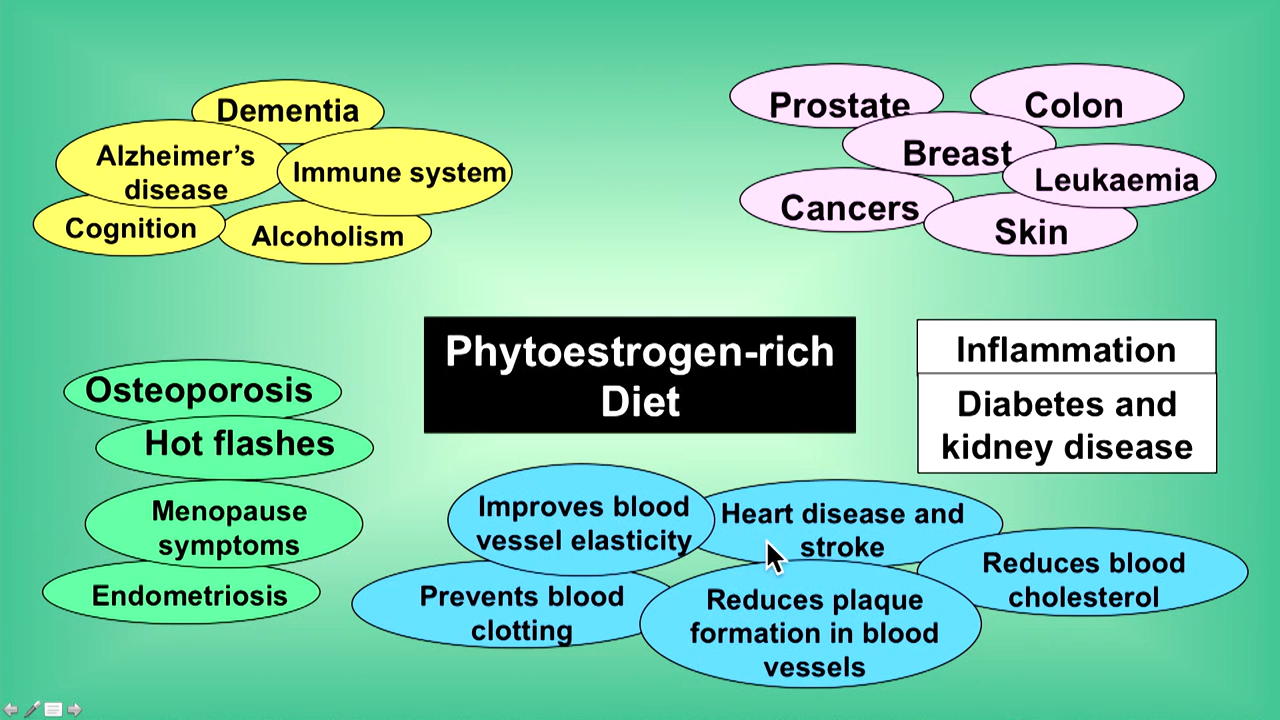 Dementia
Alzheimer's
disease
Immune system
Cognition
Alcoholism
Prostate
Colon
Breast
Leukaemia
Cancers
Skin
Phytoestrogen-rich
Diet
Inflammation
Diabetes and
kidney disease
Osteoporosis
Hot flashes
Menopause
symptoms
Endometriosis
Improves blood
vessel elasticity
Heart disease and
stroke
Reduces blood
cholesterol
Prevents blood
clotting
Reduces plaque
formation in blood
vessels